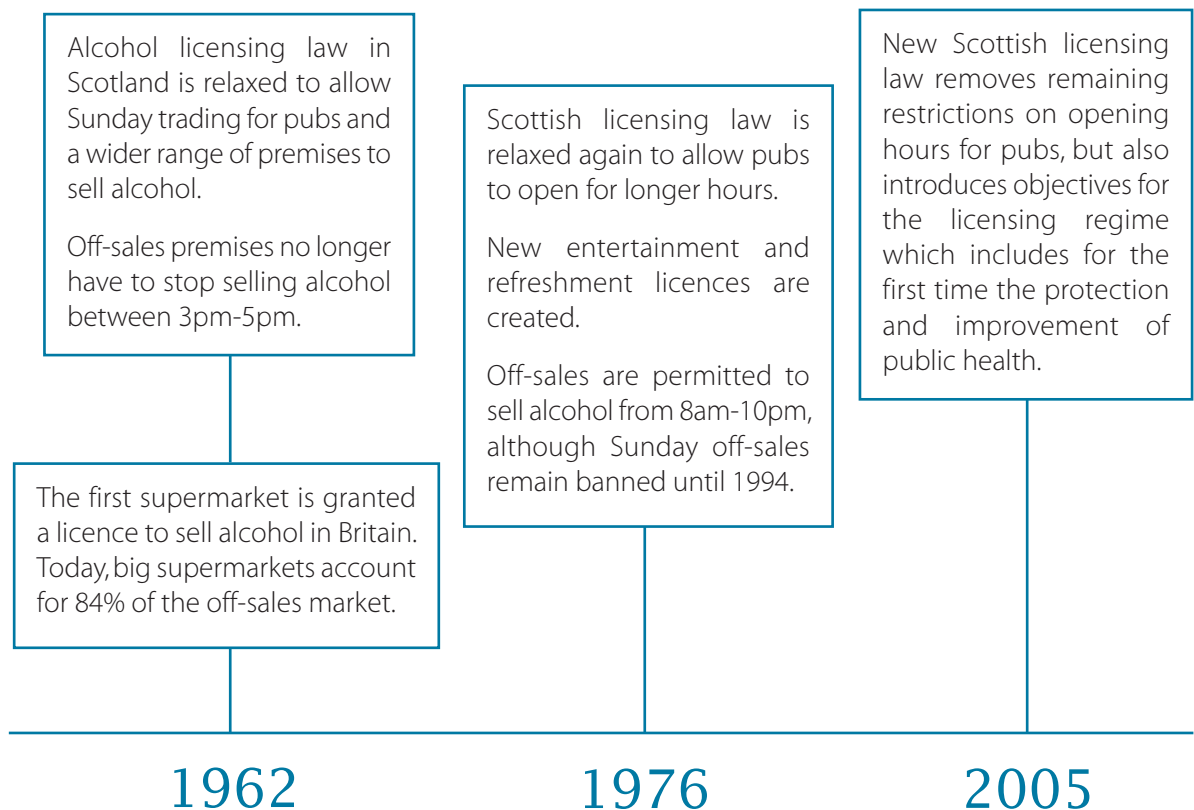 Alcohol licensing law in
Scotland is relaxed to allow
Sunday trading for pubs and
a wider range of premises to
sell alcohol.
Off-sales premises no longer
have to stop selling alcohol
between 3pm-5pm.
The first supermarket is granted
a licence to sell alcohol in Britain.
Today, big supermarkets account
for 84% of the off-sales market.
1962
Scottish licensing law is
relaxed again to allow pubs
to open for longer hours.
New entertainment and
refreshment licences are
created.
Off-sales are permitted to
sell alcohol from 8am-10pm,
although Sunday off-sales
remain banned until 1994.
1976
New Scottish licensing
law removes remaining
restrictions on opening
hours for pubs, but also
introduces objectives for
the licensing regime
which includes for the
first time the protection
and improvement of
public health.
2005